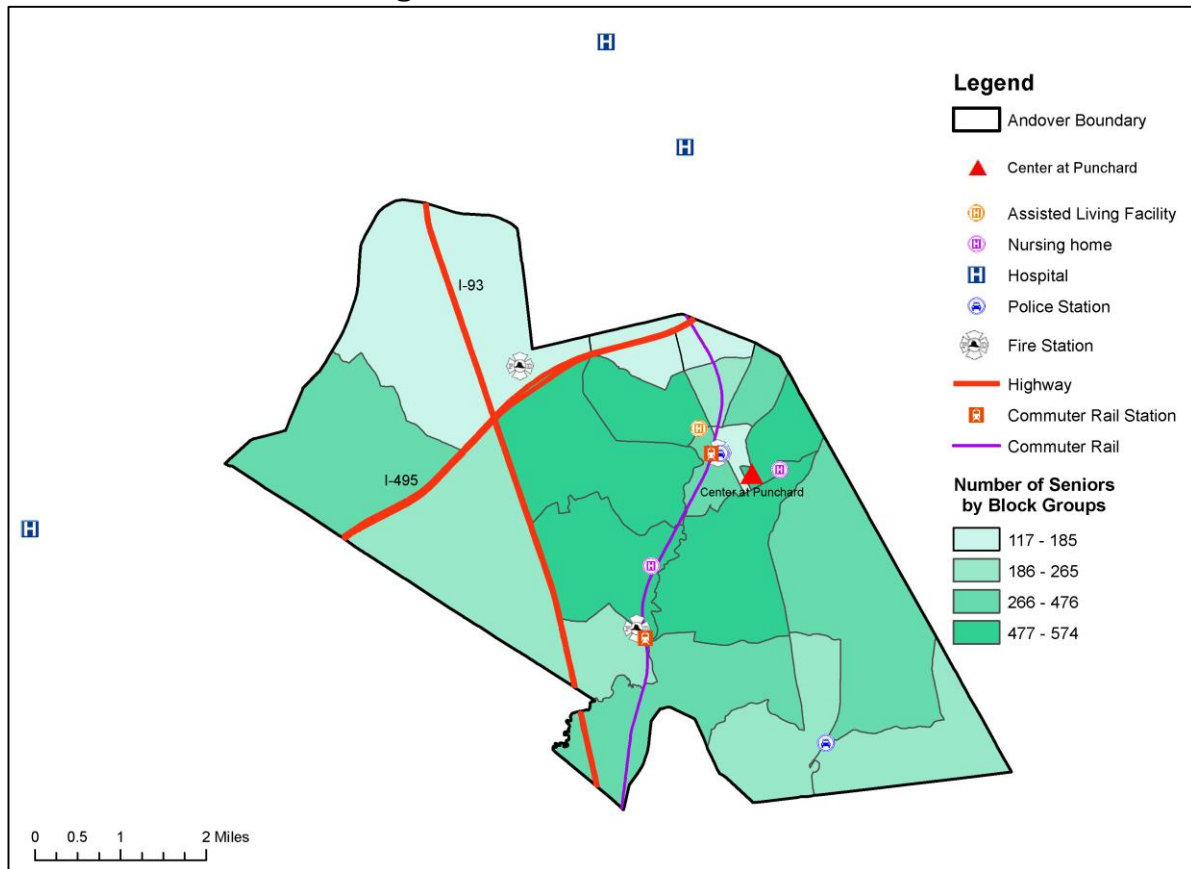 I-93
I-495
Center at Punchard
0 0.5 1 2 Miles
Legend
Andover Boundary
Center at Punchard
Assisted Living Facility
Nursing home
Hospital
Police Station
Fire Station
Highway
Commuter Rail Station
Commuter Rail
Number of Seniors
by Block Groups
117 - 185
186 - 265
266 - 476
477 - 574